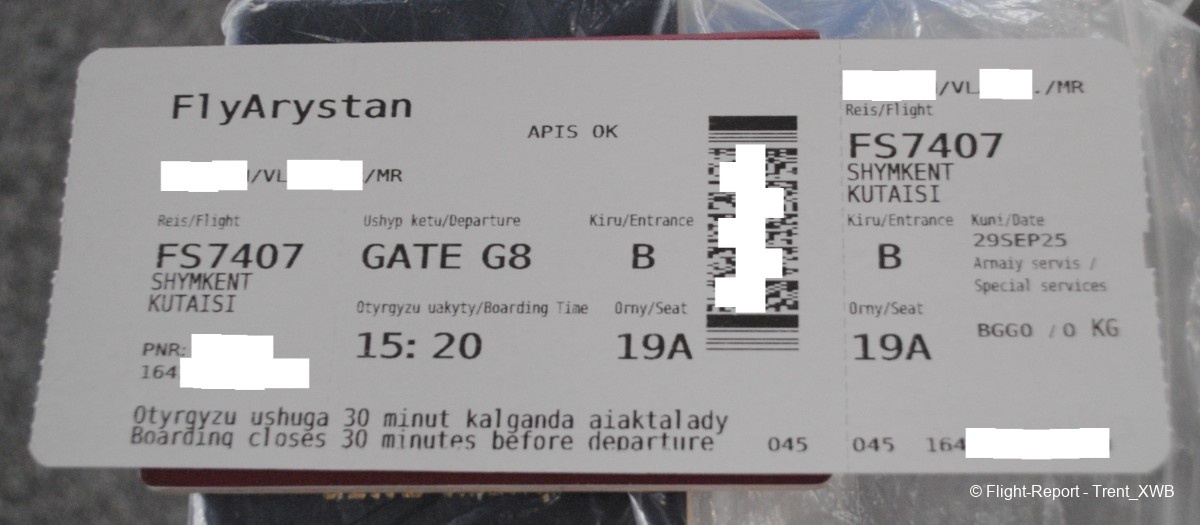 FlyArystan
APIS OK
/VL /MR
Reis/Flight
Ushyp ketu/Departure
Kiru/Entrance
FS7407
GATE G8
B
SHYMKENT
KUTAISI
Otyrgyzu uakyty/Boarding Time
Orny/Seat
15: 20
19A
PNR:
164
Otyrgyzu ushuga 30 minut kalganda aiaktalady
Boarding closes 30 minutes before departure
045
/VL ./MR
Reis/Flight
FS7407
SHYMKENT
KUTAISI
Kiru/Entrance
Kuni/Date
B
29SEP25
Arnaiy servis /
Special services
Orny/Seat
19A
BGG0 / 0 KG
045
164
© Flight-Report - Trent_XWB